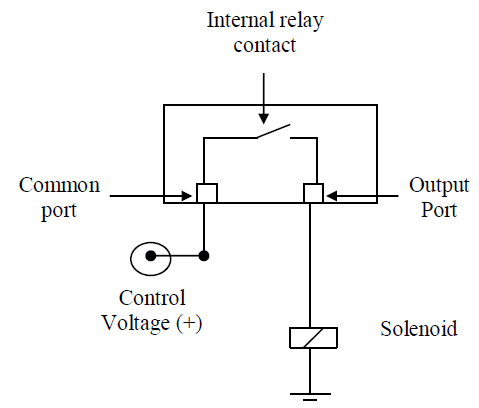 Internal relay
contact
Common
port
Output
Port
Control
Voltage (+)
Solenoid